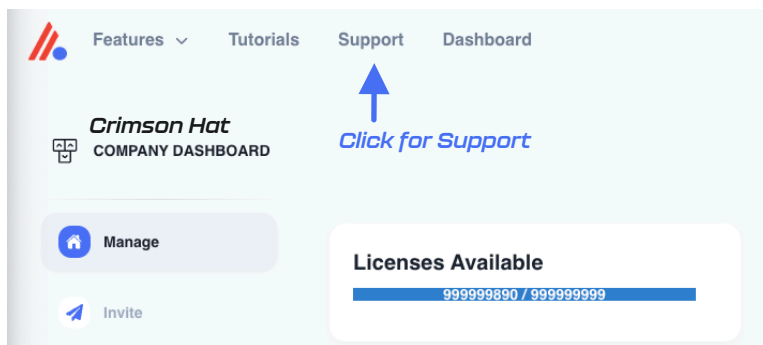 Features Tutorials Support Dashboard
Crimson Hat
COMPANY DASHBOARD
Click for Support
Manage
Invite
Licenses Available
999999890 / 999999999